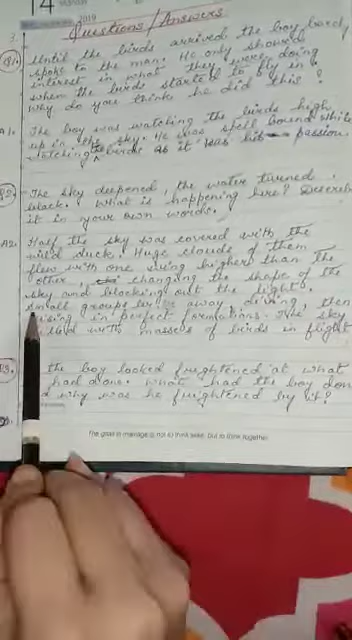 14
2019
Questions/Answers
Q1. Until the birds arrived the boy barely
spoke to the man. He only showed
interest in what they were doing
when the birds started to fly in.
Why do you think he did this?
A1. The boy was watching the birds high
up in the sky. He was spell bound while
watching birds as it was his passion.
Q2. The sky deepened, the water turned
black. What is happening here? Describe
it in your own words.
A2. Half the sky was covered with the
wild duck. Huge clouds of them
flew with one wing higher than the
other, changing the shape of the
sky and blacking out the light.
small groups away diving, then
rising in perfect formations. The sky
with masses of birds in flight
the boy looked frightened at what
had done. What had the boy done
d why was he frightened by it?
The goal in marriage is not to think alike, but to think together.